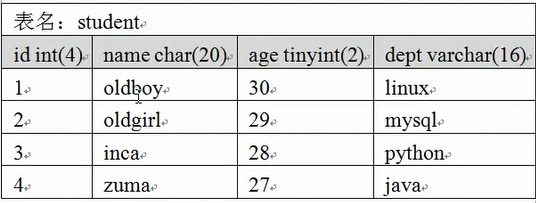 表名：student
id int(4) name char(20) age tinyint(2) dept varchar(16)
1 oldboy 30 linux
2 oldgirl 29 mysql
3 inca 28 python
4 zuma 27 java